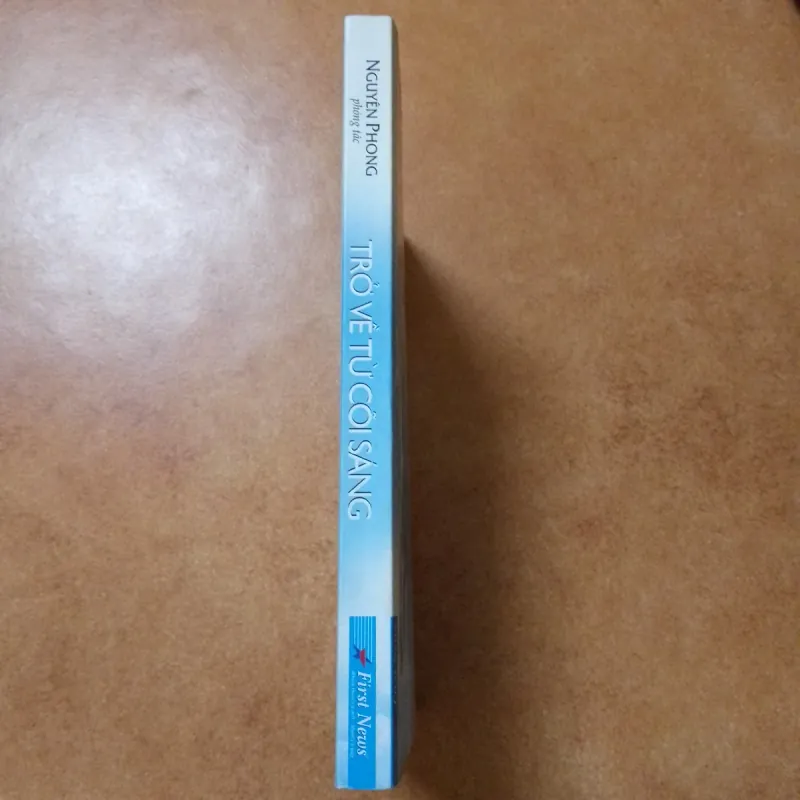 NGUYÊN PHONG
phóng tác
TRỞ VỀ TỪ CÕI SÁNG
First News